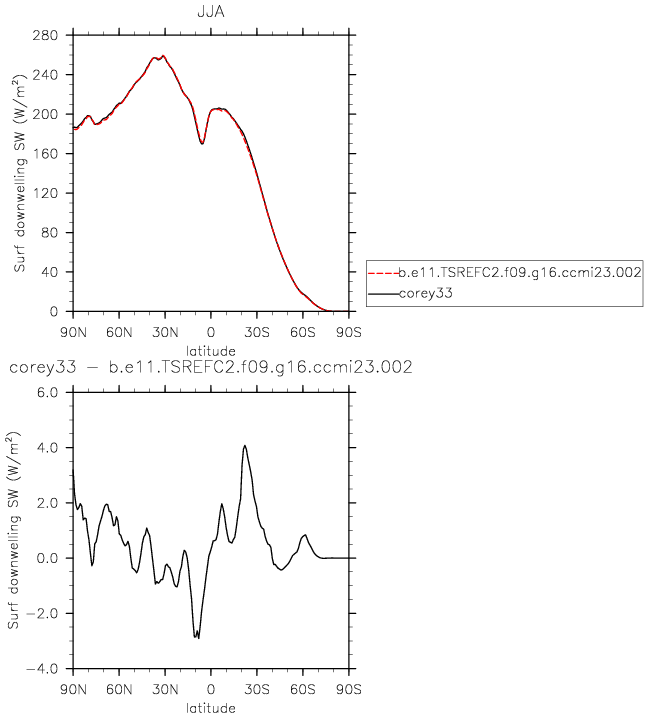 JJA
280
240
200
160
120
80
40
0
Surf downwelling SW (W/m²)
90N 60N 30N 0 30S 60S 90S
latitude
b.e11.TSREFC2.f09.g16.ccmi23.002
corey33
corey33 − b.e11.TSREFC2.f09.g16.ccmi23.002
6.0
4.0
2.0
0.0
−2.0
−4.0
Surf downwelling SW (W/m²)
90N 60N 30N 0 30S 60S 90S
latitude